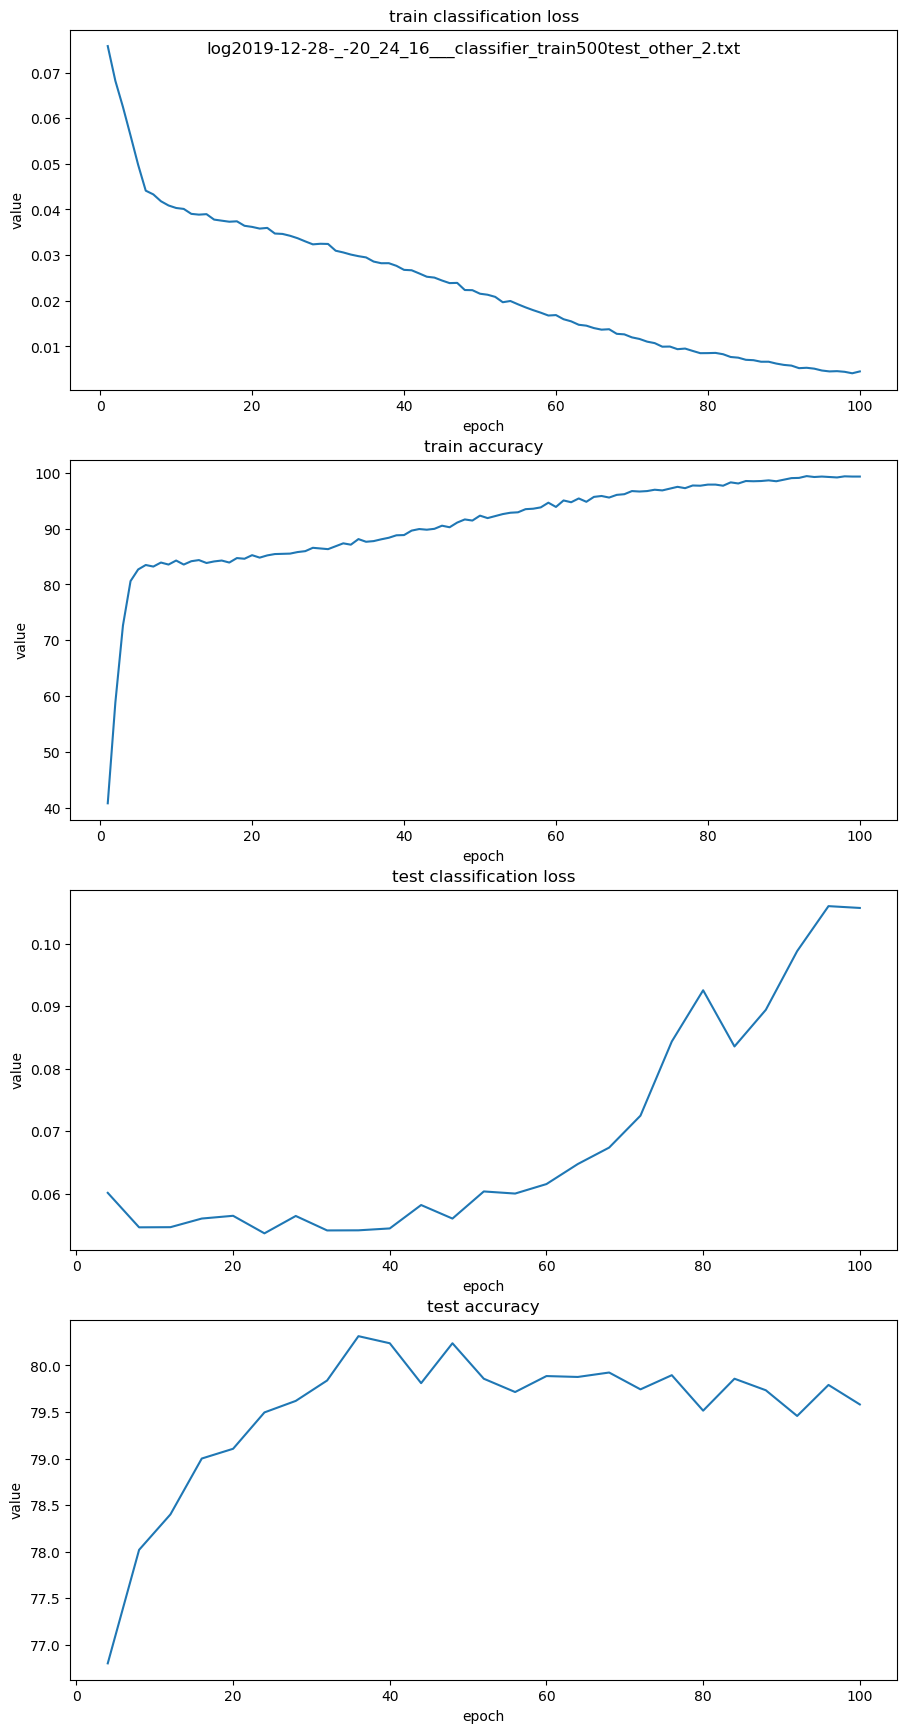 train classification loss
log2019-12-28-_-20_24_16___classifier_train500test_other_2.txt
0.07
0.06
0.05
0.04
0.03
0.02
0.01
value
0 20 40 60 80 100
epoch
train accuracy
100
90
80
70
60
50
40
value
0 20 40 60 80 100
epoch
test classification loss
0.10
0.09
0.08
0.07
0.06
value
0 20 40 60 80 100
epoch
test accuracy
80.0
79.5
79.0
78.5
78.0
77.5
77.0
value
0 20 40 60 80 100
epoch